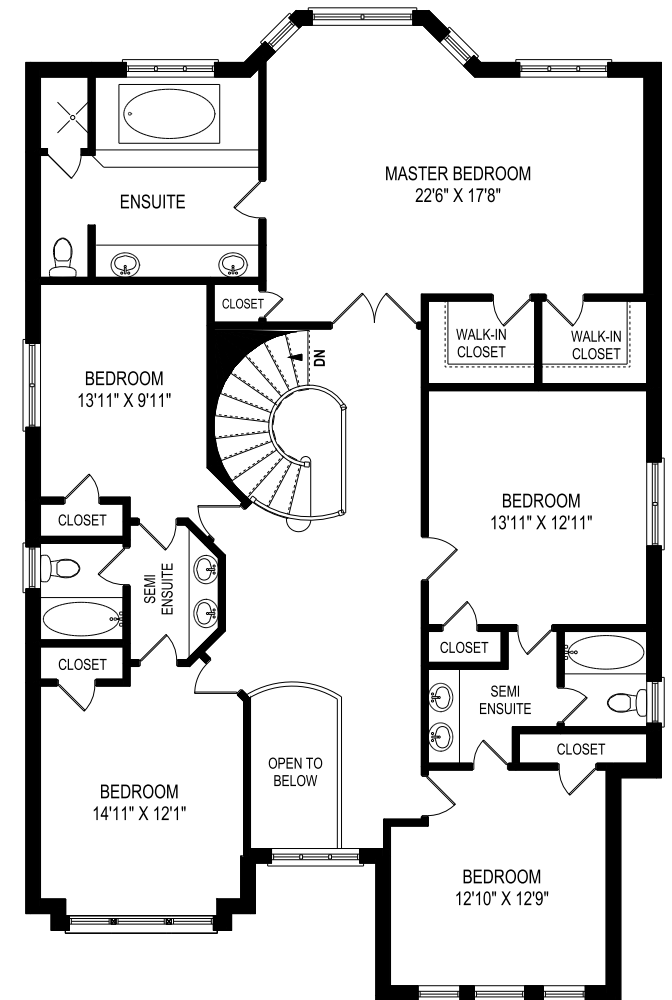 MASTER BEDROOM
22'6" X 17'8"
ENSUITE
CLOSET
WALK-IN
CLOSET
WALK-IN
CLOSET
DN
BEDROOM
13'11" X 9'11"
BEDROOM
13'11" X 12'11"
CLOSET
SEMI
ENSUITE
CLOSET
CLOSET
SEMI
ENSUITE
CLOSET
OPEN TO
BELOW
BEDROOM
14'11" X 12'1"
BEDROOM
12'10" X 12'9"